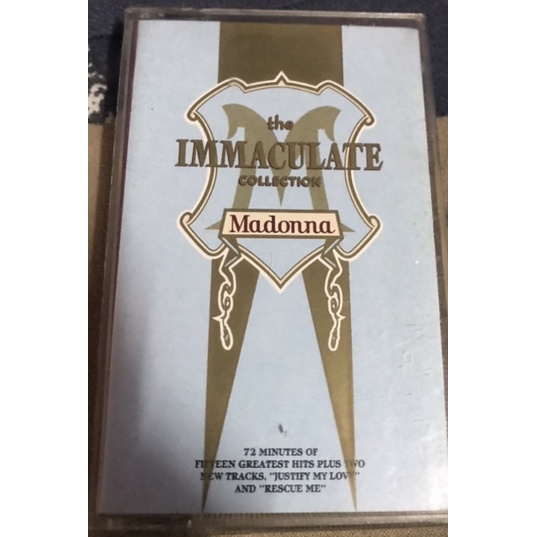 the
IMMACULATE
COLLECTION
Madonna
72 MINUTES OF
FIFTEEN GREATEST HITS PLUS TWO
NEW TRACKS, "JUSTIFY MY LOVE"
AND "RESCUE ME"